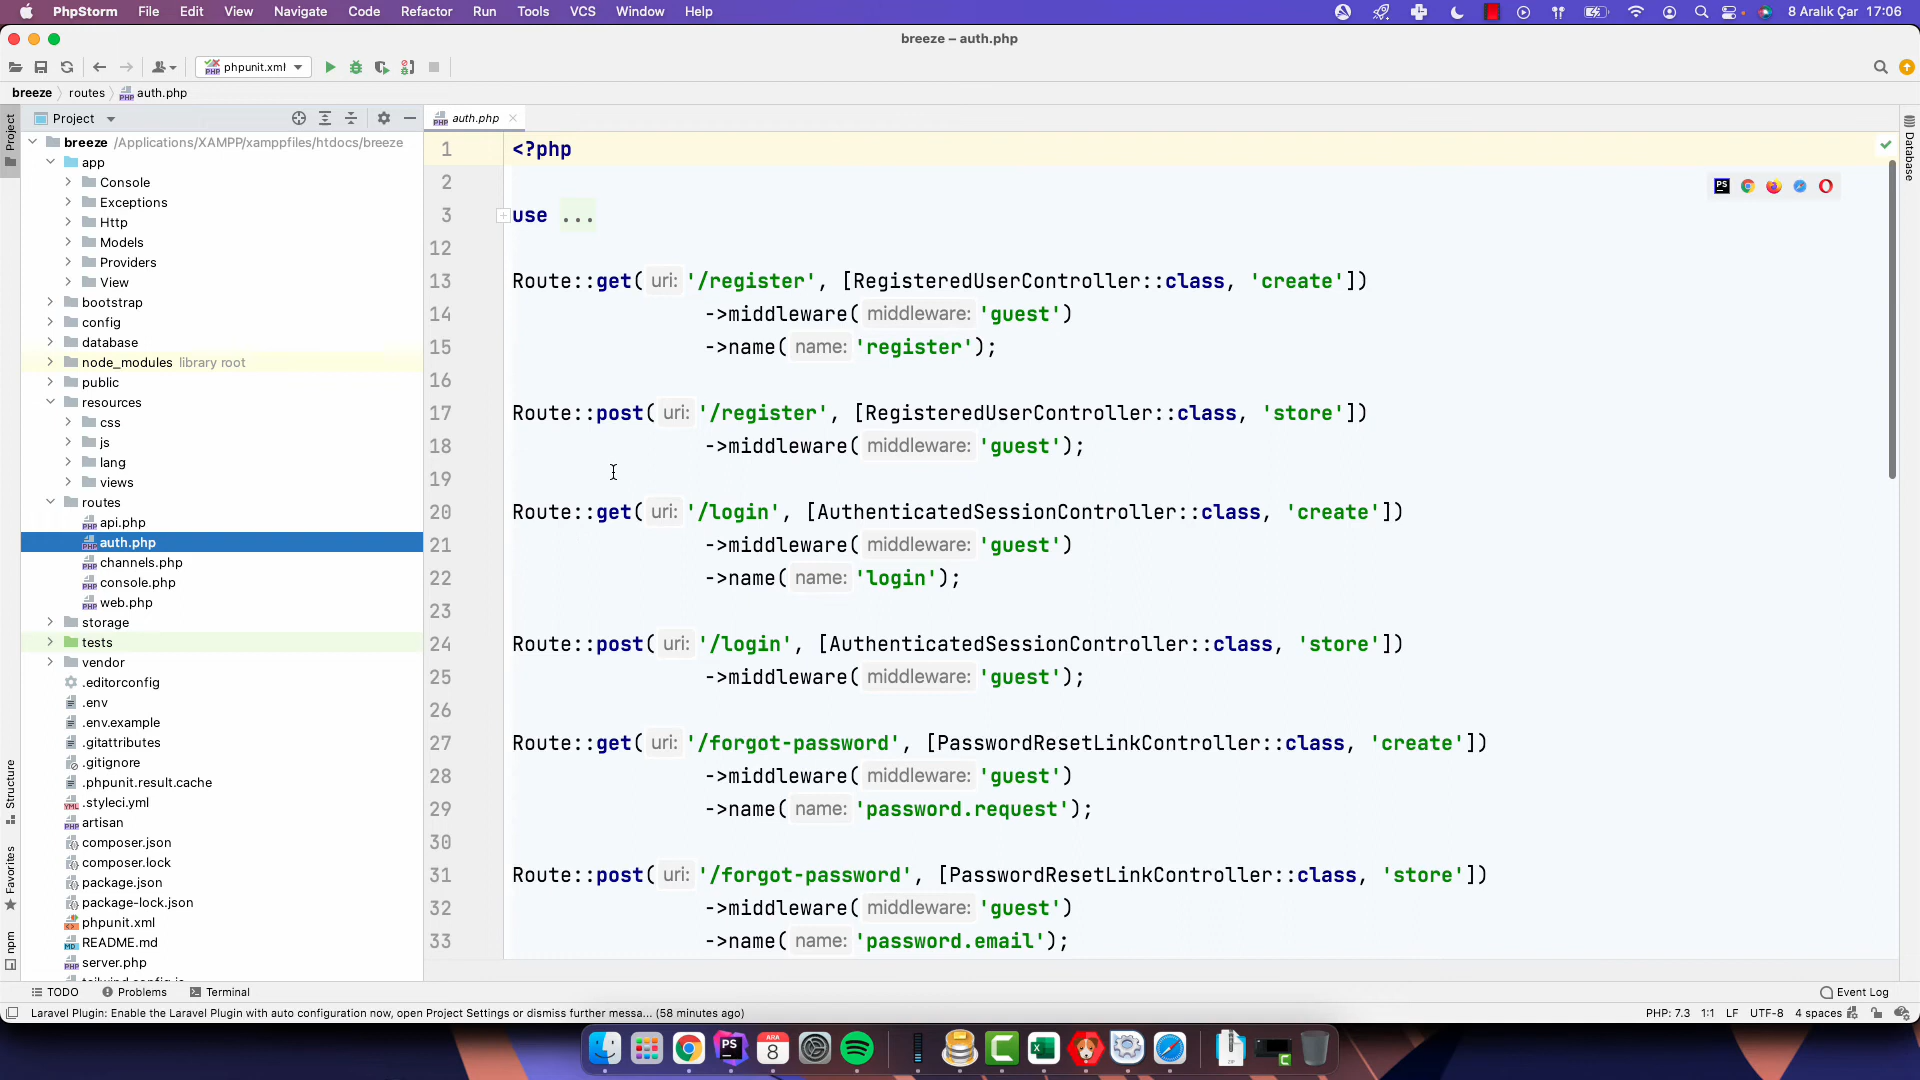 PhpStorm File Edit View Navigate Code Refactor Run Tools VCS Window Help 8 Aralık Çar 17:06
breeze – auth.php
phpunit.xml
breeze routes auth.php
Project
auth.php
breeze /Applications/XAMPP/xamppfiles/htdocs/breeze
app
Console
Exceptions
Http
Models
Providers
View
bootstrap
config
database
node_modules library root
public
resources
css
js
lang
views
routes
api.php
auth.php
channels.php
console.php
web.php
storage
tests
vendor
.editorconfig
.env
.env.example
.gitattributes
.gitignore
.phpunit.result.cache
.styleci.yml
artisan
composer.json
composer.lock
package.json
package-lock.json
phpunit.xml
README.md
server.php
1 <?php
2
3 use ...
12
13 Route::get( uri: '/register', [RegisteredUserController::class, 'create'])
14 ->middleware( middleware: 'guest')
15 ->name( name: 'register');
16
17 Route::post( uri: '/register', [RegisteredUserController::class, 'store'])
18 ->middleware( middleware: 'guest');
19
20 Route::get( uri: '/login', [AuthenticatedSessionController::class, 'create'])
21 ->middleware( middleware: 'guest')
22 ->name( name: 'login');
23
24 Route::post( uri: '/login', [AuthenticatedSessionController::class, 'store'])
25 ->middleware( middleware: 'guest');
26
27 Route::get( uri: '/forgot-password', [PasswordResetLinkController::class, 'create'])
28 ->middleware( middleware: 'guest')
29 ->name( name: 'password.request');
30
31 Route::post( uri: '/forgot-password', [PasswordResetLinkController::class, 'store'])
32 ->middleware( middleware: 'guest')
33 ->name( name: 'password.email');
Project
Structure
Favorites
npm
Database
TODO Problems Terminal Event Log
Laravel Plugin: Enable the Laravel Plugin with auto configuration now, open Project Settings or dismiss further messa... (58 minutes ago) PHP: 7.3 1:1 LF UTF-8 4 spaces